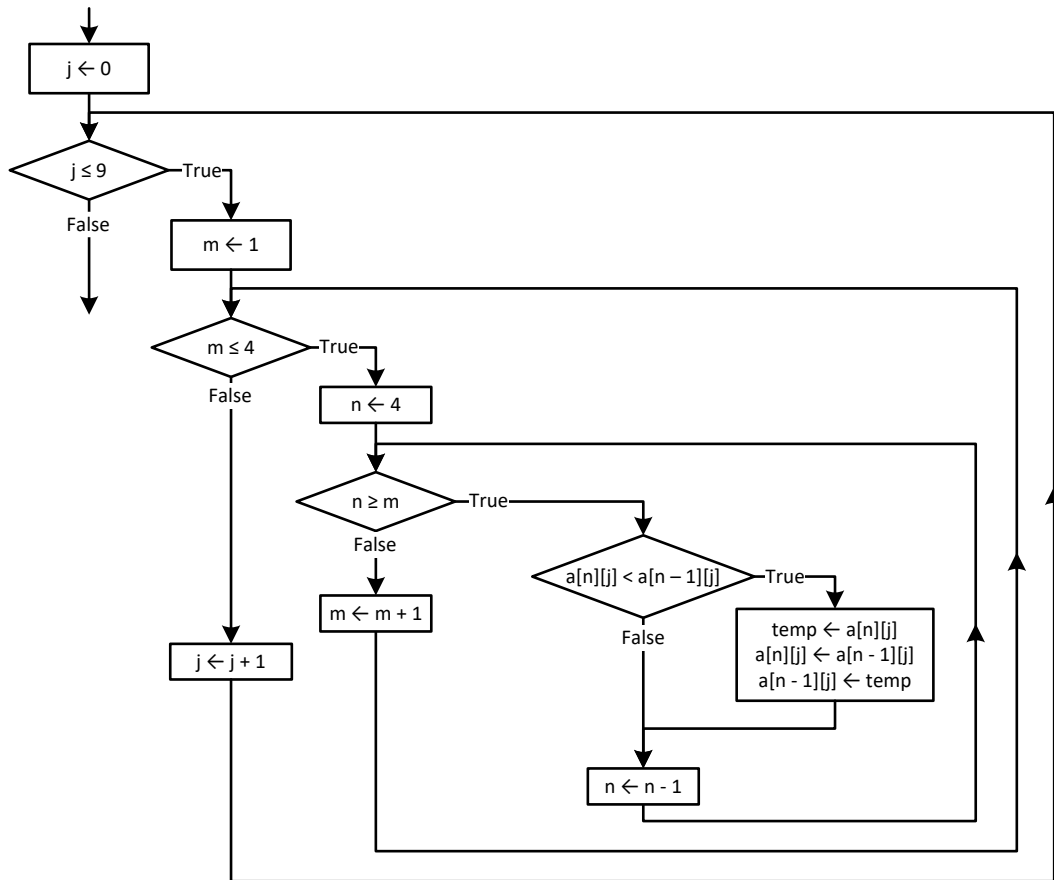 j ← 0
j ≤ 9
True
False
m ← 1
m ≤ 4
True
False
n ← 4
n ≥ m
True
False
a[n][j] < a[n – 1][j]
True
m ← m + 1
temp ← a[n][j]
a[n][j] ← a[n - 1][j]
a[n - 1][j] ← temp
False
j ← j + 1
n ← n - 1